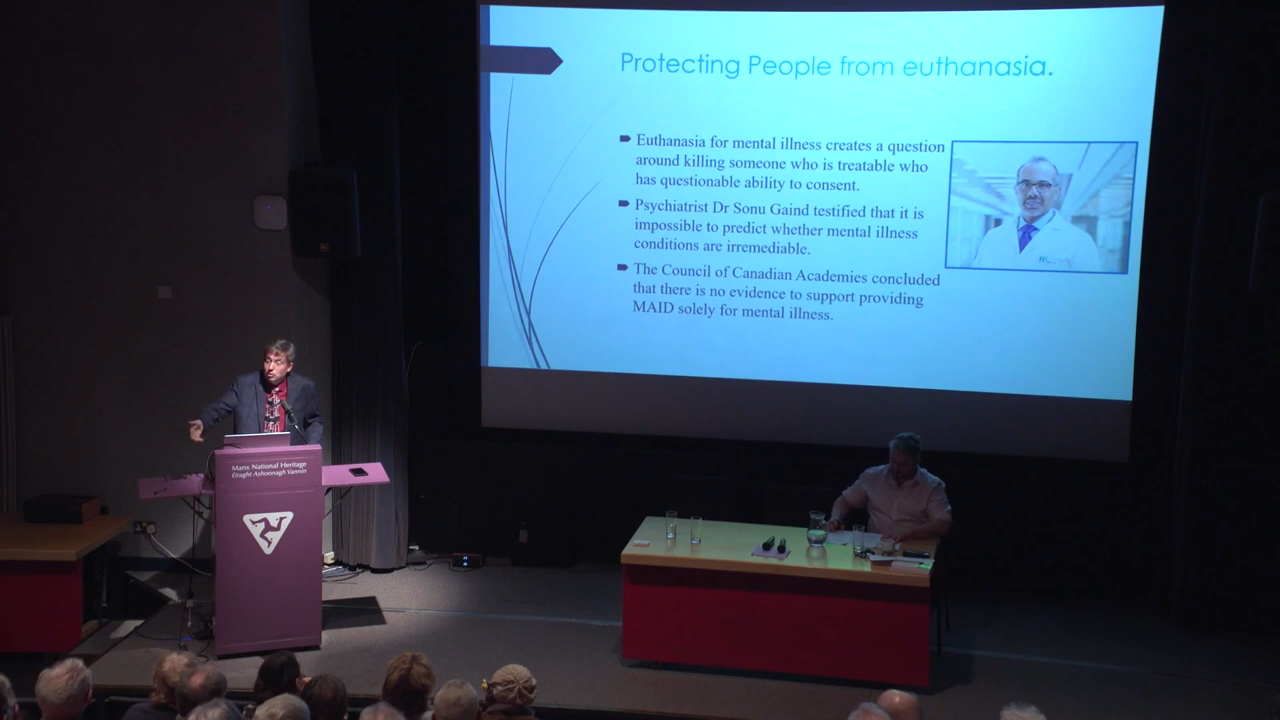 Protecting People from euthanasia.
Euthanasia for mental illness creates a question
around killing someone who is treatable who
has questionable ability to consent.
Psychiatrist Dr Sonu Gaind testified that it is
impossible to predict whether mental illness
conditions are irremediable.
The Council of Canadian Academies concluded
that there is no evidence to support providing
MAID solely for mental illness.
Manx National Heritage
Eiraght Ashoonagh Vannin